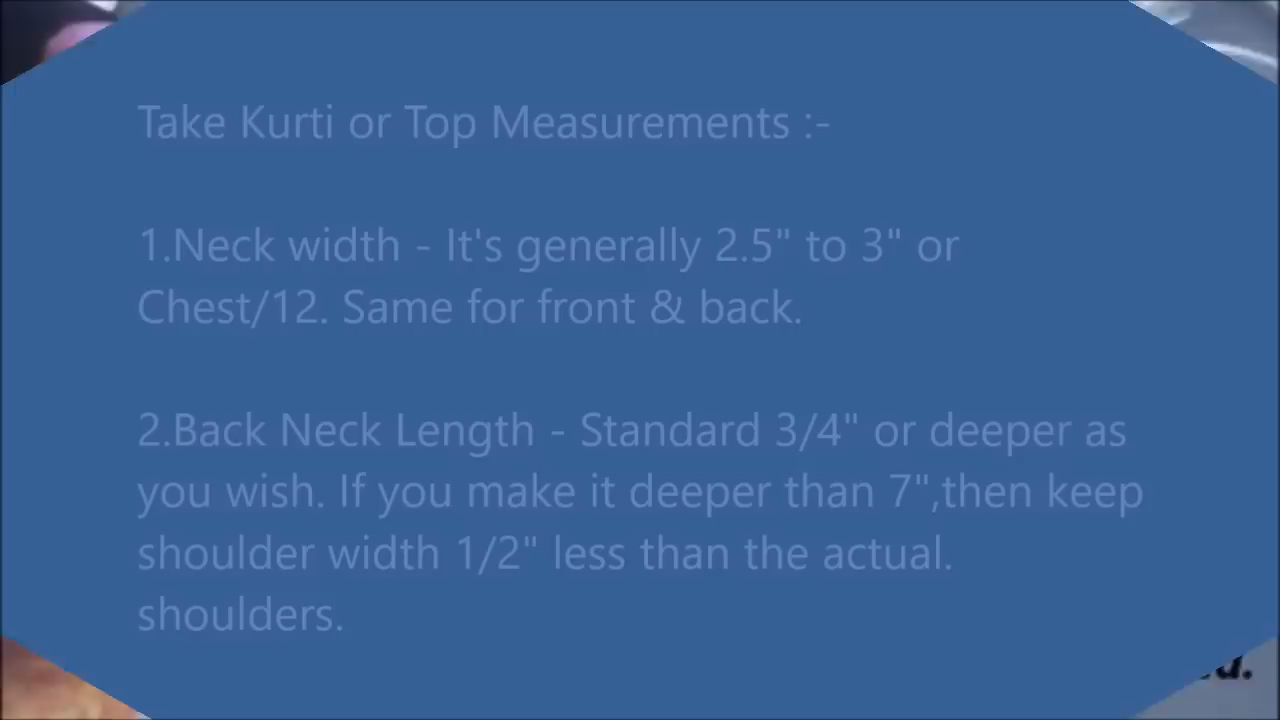 Take Kurti or Top Measurements :-
1.Neck width - It's generally 2.5" to 3" or
Chest/12. Same for front & back.
2.Back Neck Length - Standard 3/4" or deeper as
you wish. If you make it deeper than 7",then keep
shoulder width 1/2" less than the actual.
shoulders.